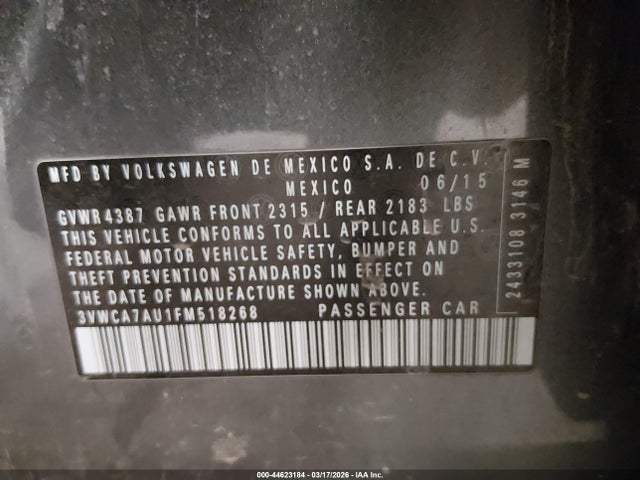 MFD BY VOLKSWAGEN DE MEXICO S.A. DE C.V.
MEXICO 06/15
GVWR4387 GAWR FRONT 2315 / REAR 2183 LBS
THIS VEHICLE CONFORMS TO ALL APPLICABLE U.S.
FEDERAL MOTOR VEHICLE SAFETY, BUMPER AND
THEFT PREVENTION STANDARDS IN EFFECT ON
THE DATE OF MANUFACTURE SHOWN ABOVE.
3VWCA7AU1FM518268 PASSENGER CAR
2433108 3146 M
000-44623184 | 03/17/2026 | IAA Inc.